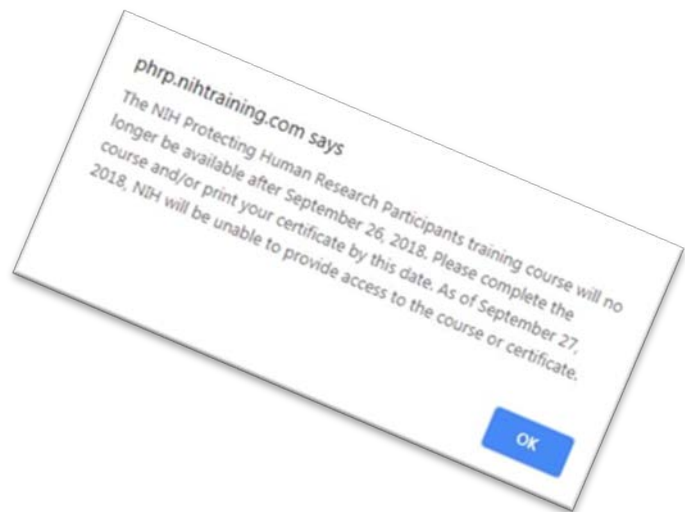 phrp.nihtraining.com says
The NIH Protecting Human Research Participants training course will no
longer be available after September 26, 2018. Please complete the
course and/or print your certificate by this date. As of September 27,
2018, NIH will be unable to provide access to the course or certificate.
OK